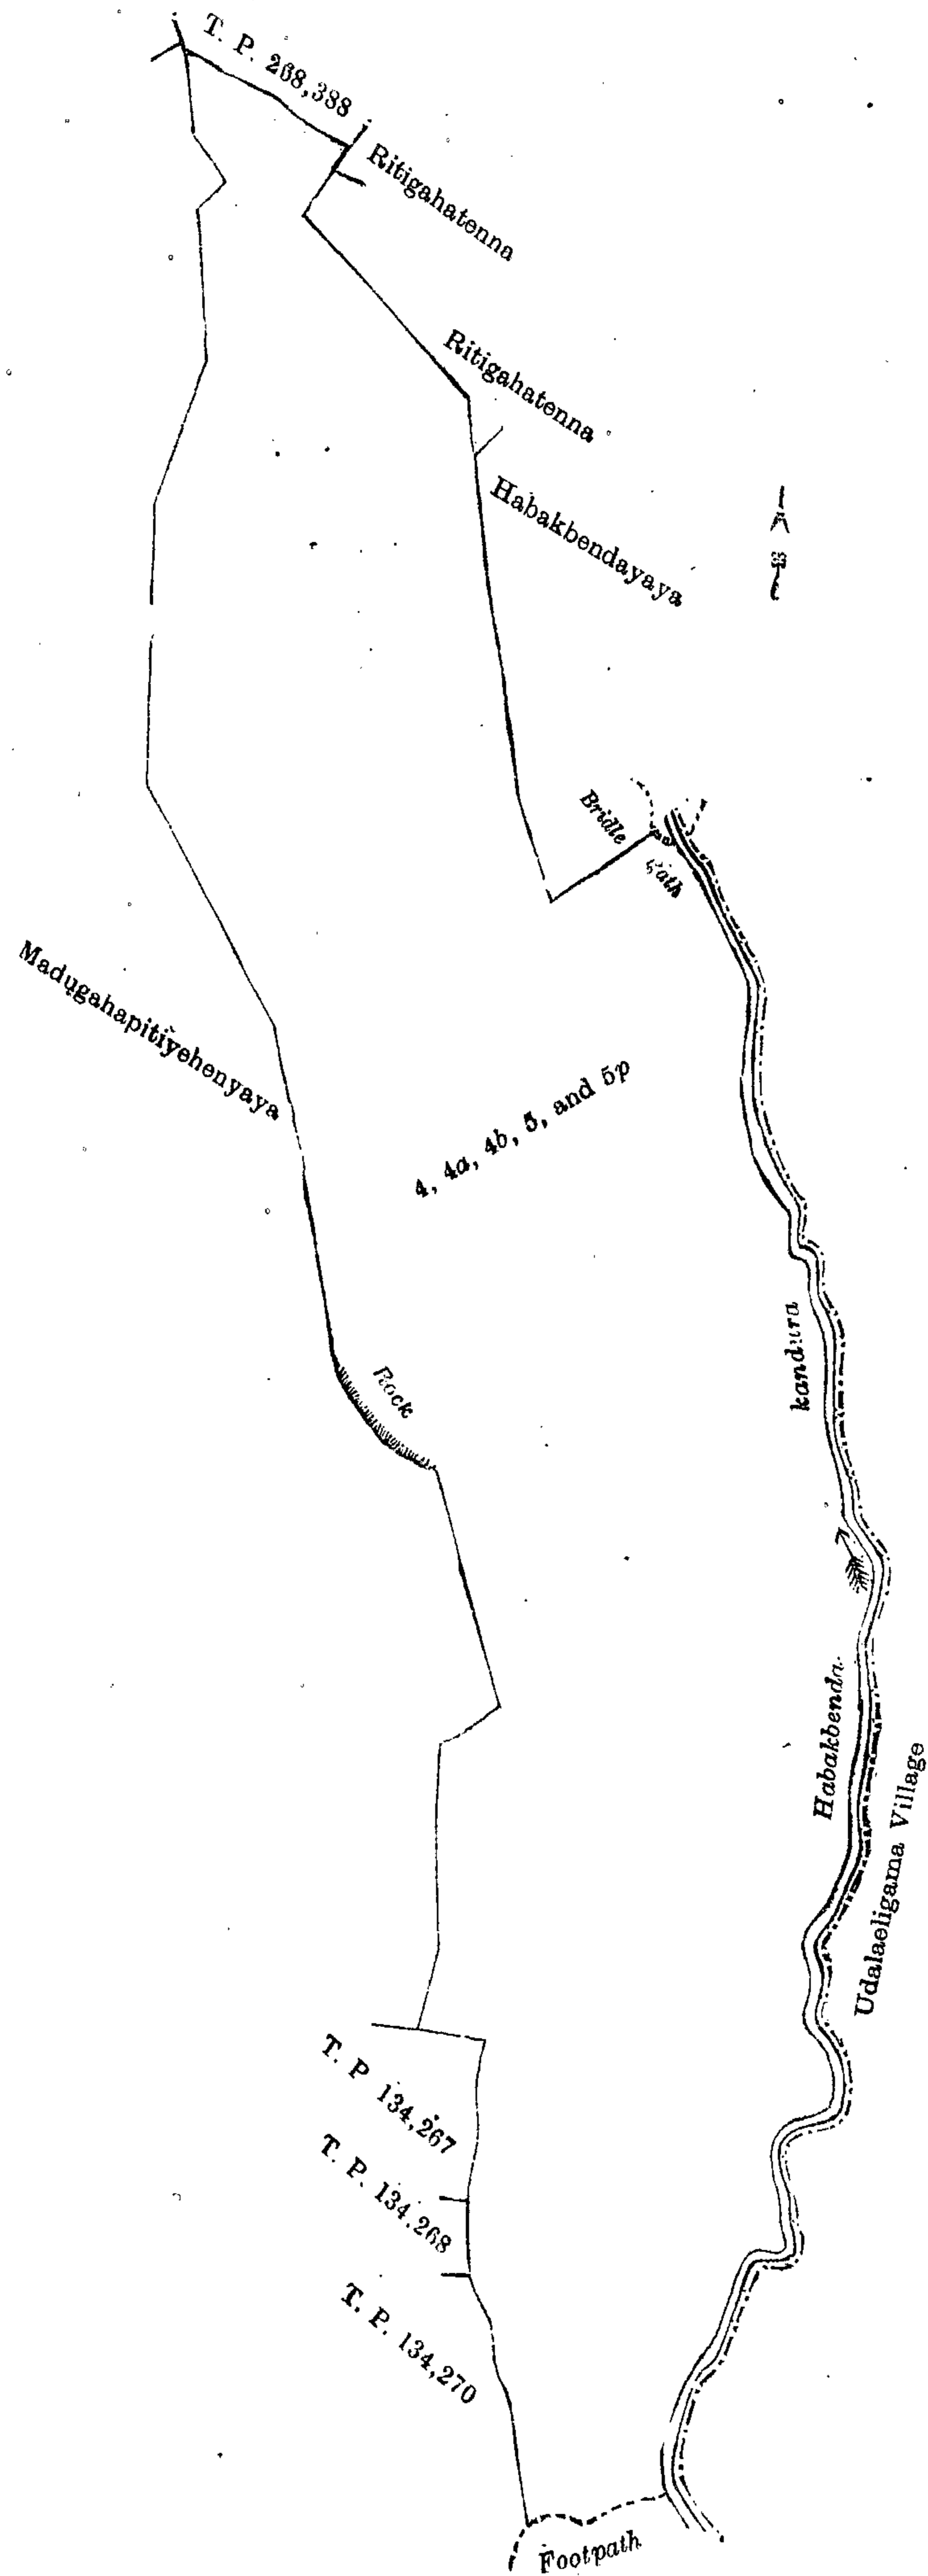 T. P. 268,388
Ritigahatenna
Ritigahatenna
Habakbendayaya
Bridle Path
Madugahapitiyehenyaya
4, 4a, 4b, 5, and 5p
Rock
kandura
Habakbenda
Udalaeligama Village
T. P 134,267
T. P. 134.268
T. P. 134,270
Footpath